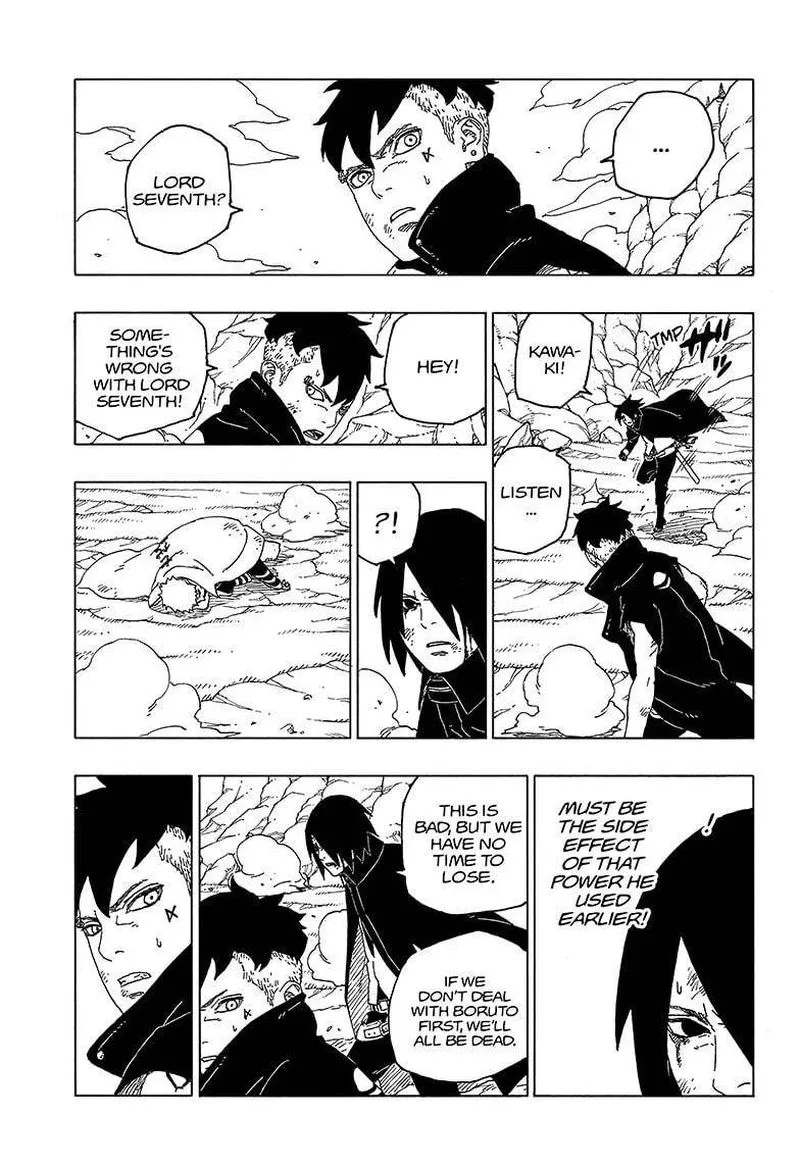 ...
LORD
SEVENTH?
KAWA-
KI!
TMP
LISTEN
...
HEY!
SOME-
THING'S
WRONG
WITH LORD
SEVENTH!
?!
!
MUST BE
THE SIDE
EFFECT
OF THAT
POWER HE
USED
EARLIER!
THIS IS
BAD, BUT WE
HAVE NO
TIME TO
LOSE.
IF WE
DON'T DEAL
WITH BORUTO
FIRST, WE'LL
ALL BE DEAD.